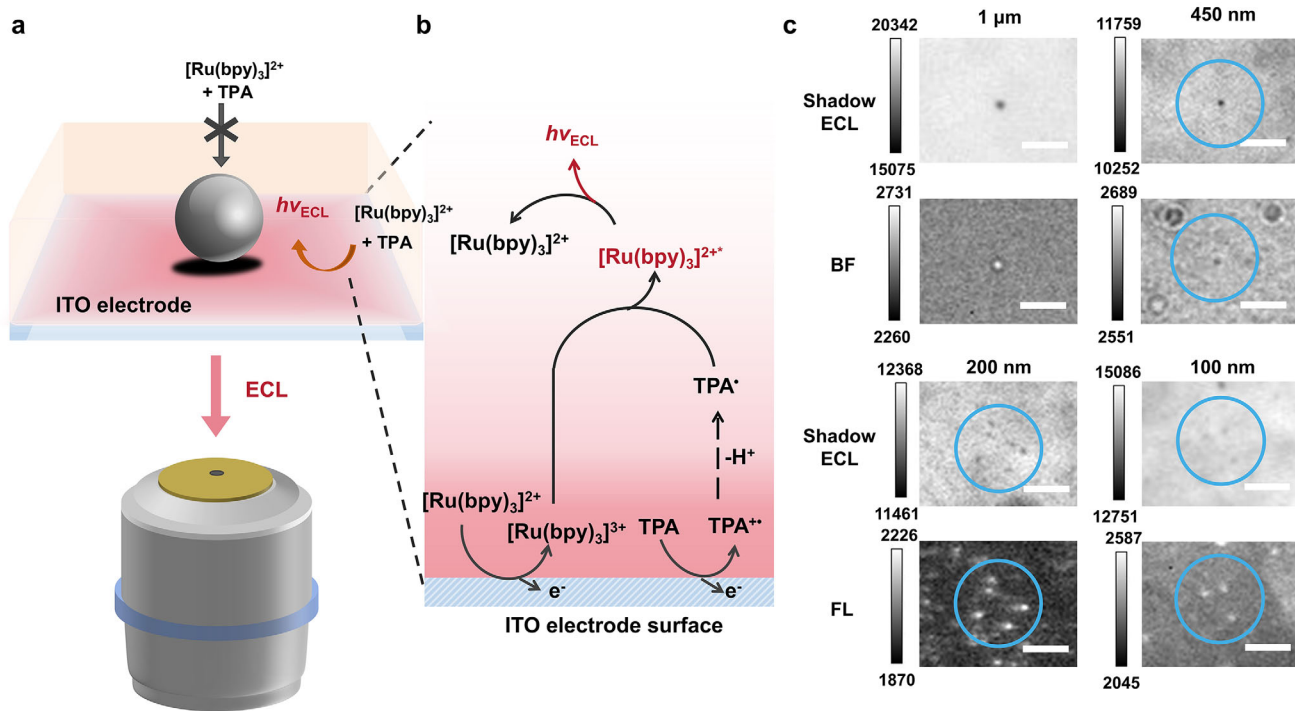 a
[Ru(bpy)₃]²⁺
+ TPA
hνECL
[Ru(bpy)₃]²⁺
+ TPA
ITO electrode
ECL
b
hνECL
[Ru(bpy)₃]²⁺
[Ru(bpy)₃]²⁺*
TPA•
-H⁺
[Ru(bpy)₃]²⁺
[Ru(bpy)₃]³⁺
TPA
TPA⁺•
e⁻
e⁻
ITO electrode surface
c
1 µm
450 nm
20342
11759
Shadow
ECL
15075
10252
2731
2689
BF
2260
2551
200 nm
100 nm
12368
15086
Shadow
ECL
11461
12751
2226
2587
FL
1870
2045